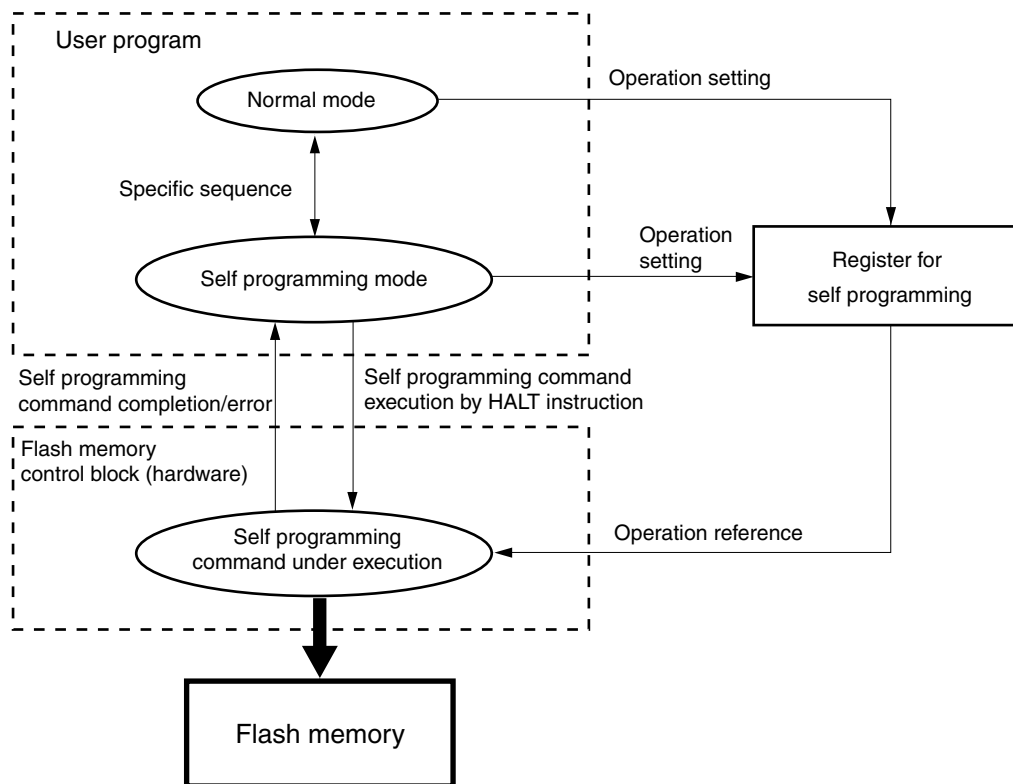 User program
Normal mode
Operation setting
Specific sequence
Self programming mode
Operation
setting
Register for
self programming
Self programming
command completion/error
Self programming command
execution by HALT instruction
Flash memory
control block (hardware)
Self programming
command under execution
Operation reference
Flash memory